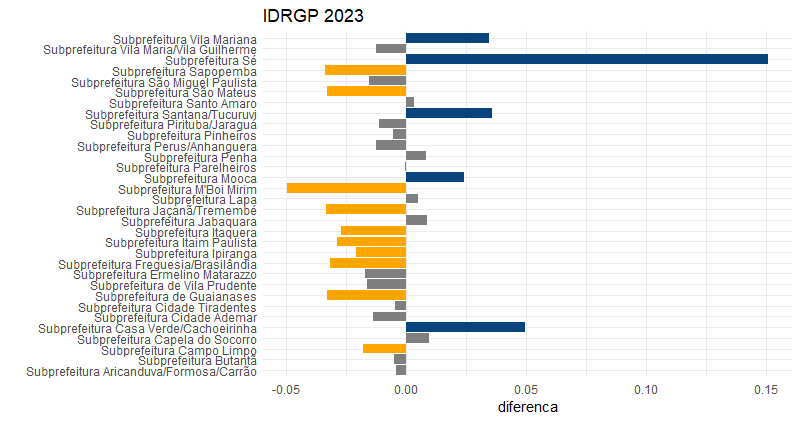 IDRGP 2023
Subprefeitura Vila Mariana
Subprefeitura Vila Maria/Vila Guilherme
Subprefeitura Sé
Subprefeitura Sapopemba
Subprefeitura São Miguel Paulista
Subprefeitura São Mateus
Subprefeitura Santo Amaro
Subprefeitura Santana/Tucuruvi
Subprefeitura Pirituba/Jaraguá
Subprefeitura Pinheiros
Subprefeitura Perus/Anhanguera
Subprefeitura Penha
Subprefeitura Parelheiros
Subprefeitura Mooca
Subprefeitura M'Boi Mirim
Subprefeitura Lapa
Subprefeitura Jaçanã/Tremembé
Subprefeitura Jabaquara
Subprefeitura Itaquera
Subprefeitura Itaim Paulista
Subprefeitura Ipiranga
Subprefeitura Freguesia/Brasilândia
Subprefeitura Ermelino Matarazzo
Subprefeitura de Vila Prudente
Subprefeitura de Guaianases
Subprefeitura Cidade Tiradentes
Subprefeitura Cidade Ademar
Subprefeitura Casa Verde/Cachoeirinha
Subprefeitura Capela do Socorro
Subprefeitura Campo Limpo
Subprefeitura Butantã
Subprefeitura Aricanduva/Formosa/Carrão
-0.05 0.00 0.05 0.10 0.15
diferenca